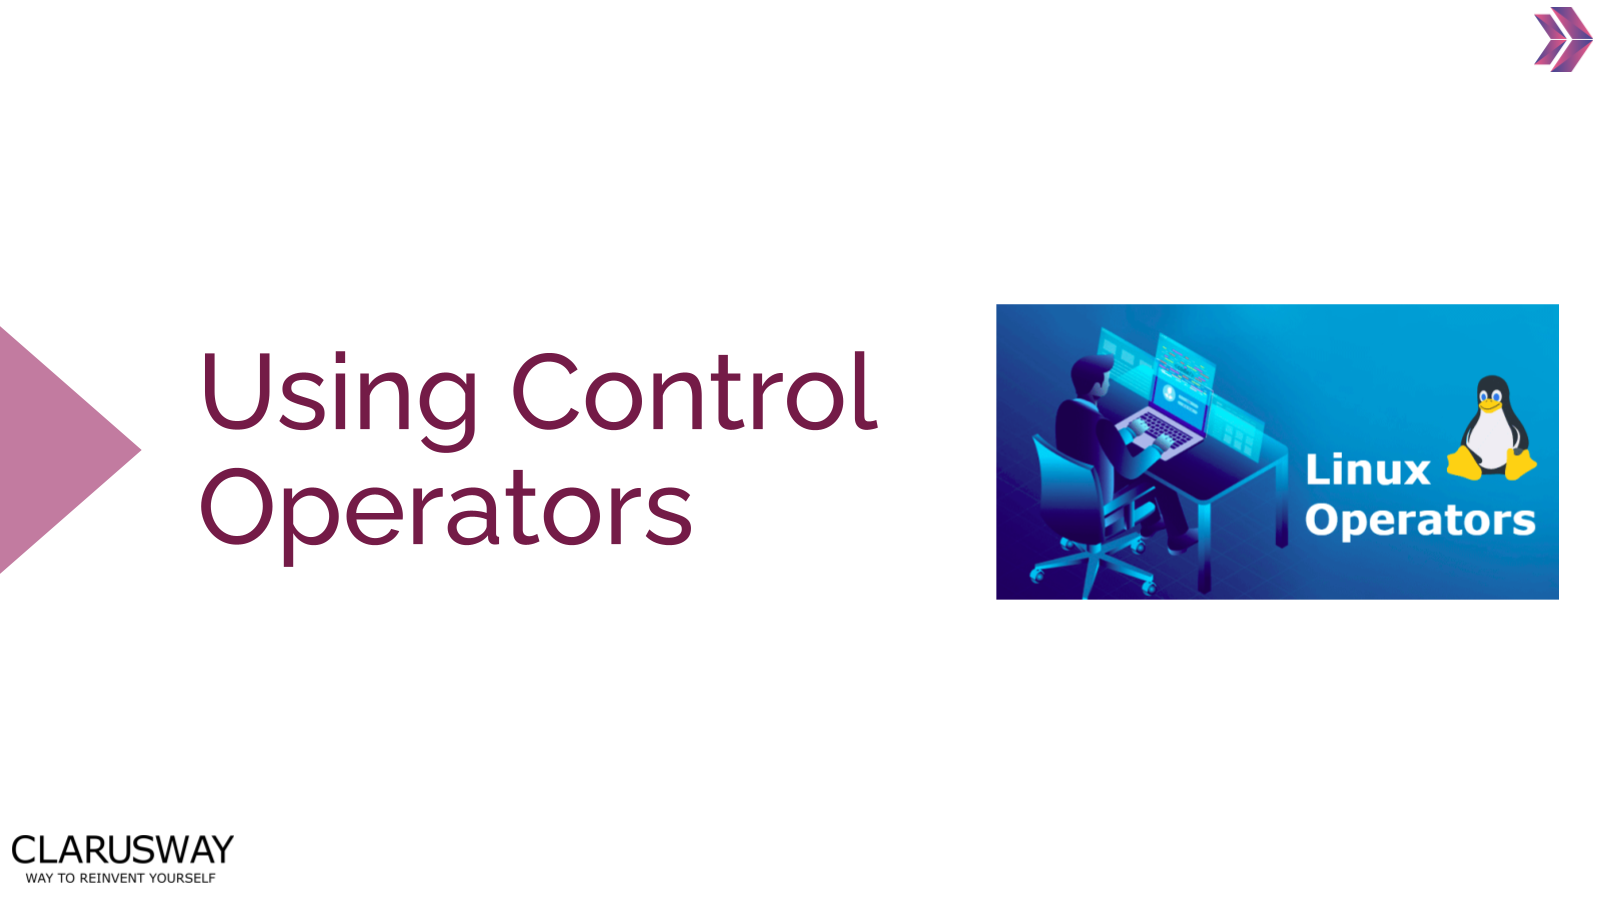 Using Control
Operators
Linux
Operators
CLARUSWAY
WAY TO REINVENT YOURSELF